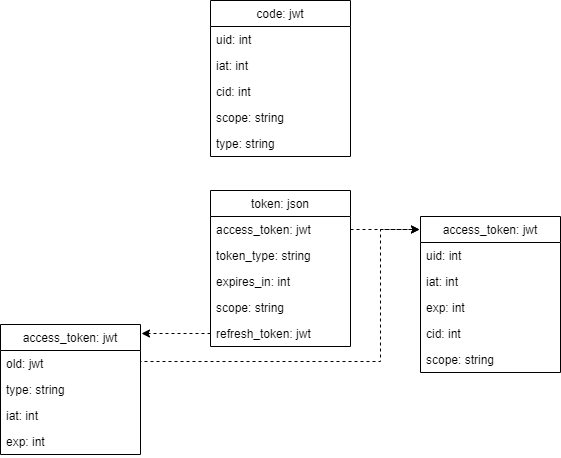 code: jwt
uid: int
iat: int
cid: int
scope: string
type: string
token: json
access_token: jwt
token_type: string
expires_in: int
scope: string
refresh_token: jwt
access_token: jwt
uid: int
iat: int
exp: int
cid: int
scope: string
access_token: jwt
old: jwt
type: string
iat: int
exp: int